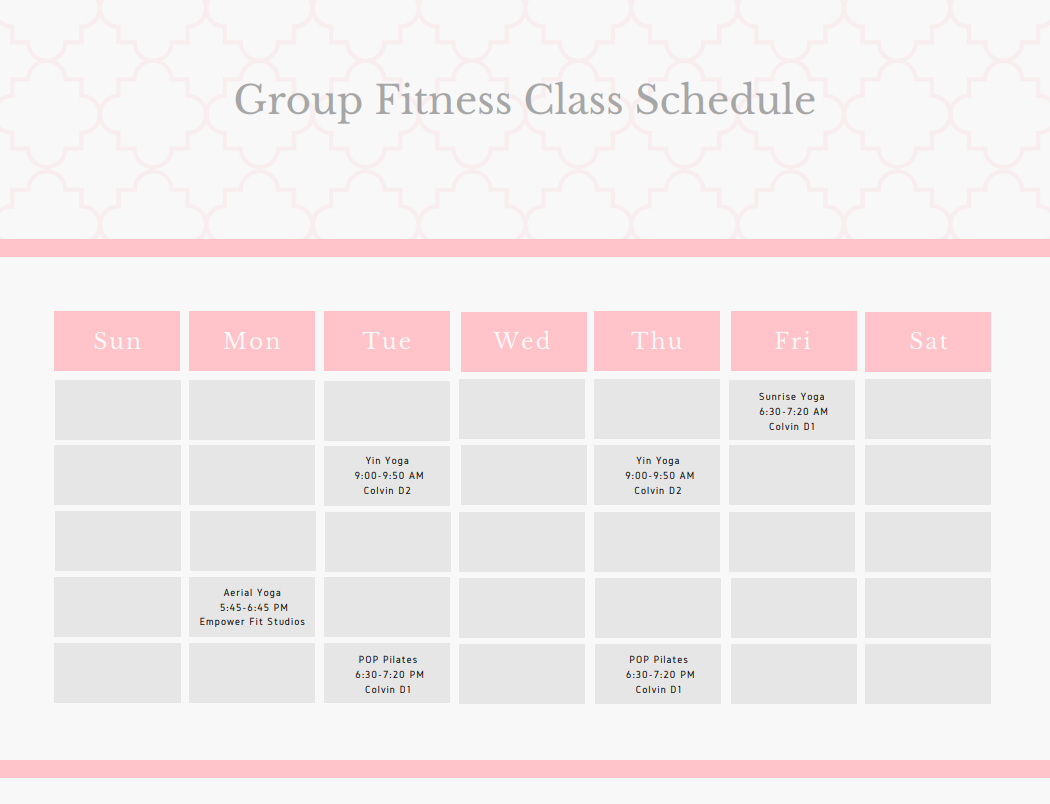 Group Fitness Class Schedule
Sun Mon Tue Wed Thu Fri Sat
Sunrise Yoga
6:30-7:20 AM
Colvin D1
Yin Yoga
9:00-9:50 AM
Colvin D2
Yin Yoga
9:00-9:50 AM
Colvin D2
Aerial Yoga
5:45-6:45 PM
Empower Fit Studios
POP Pilates
6:30-7:20 PM
Colvin D1
POP Pilates
6:30-7:20 PM
Colvin D1